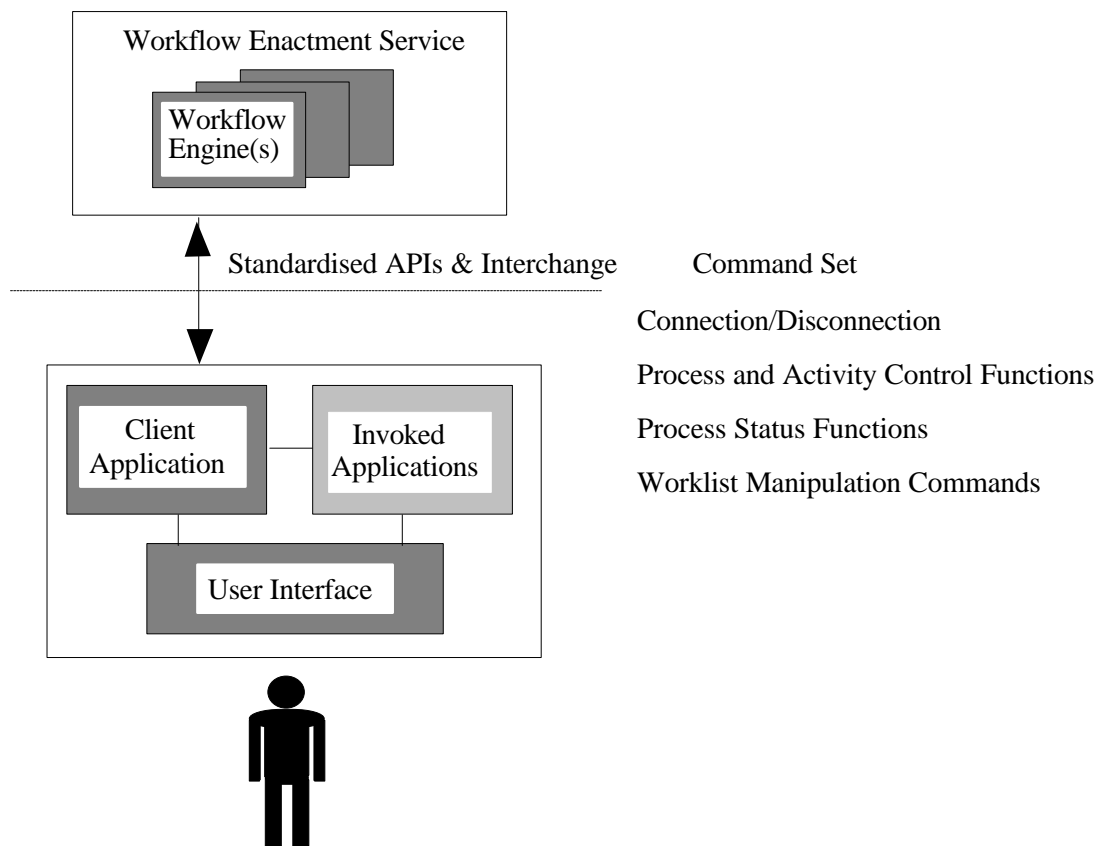 Workflow Enactment Service
Workflow
Engine(s)
Standardised APIs & Interchange
Command Set
Connection/Disconnection
Process and Activity Control Functions
Process Status Functions
Worklist Manipulation Commands
Client
Application
Invoked
Applications
User Interface